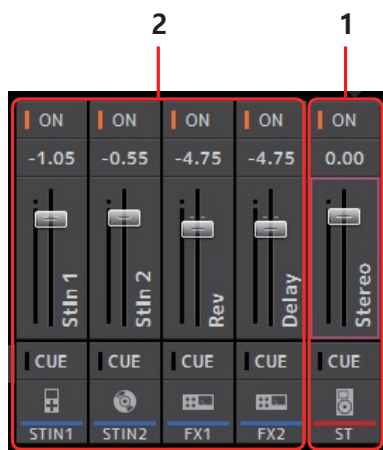 2 1
ON ON ON ON ON
-1.05 -0.55 -4.75 -4.75 0.00
StIn 1 StIn 2 Rev Delay Stereo
CUE CUE CUE CUE CUE
STIN1 STIN2 FX1 FX2 ST